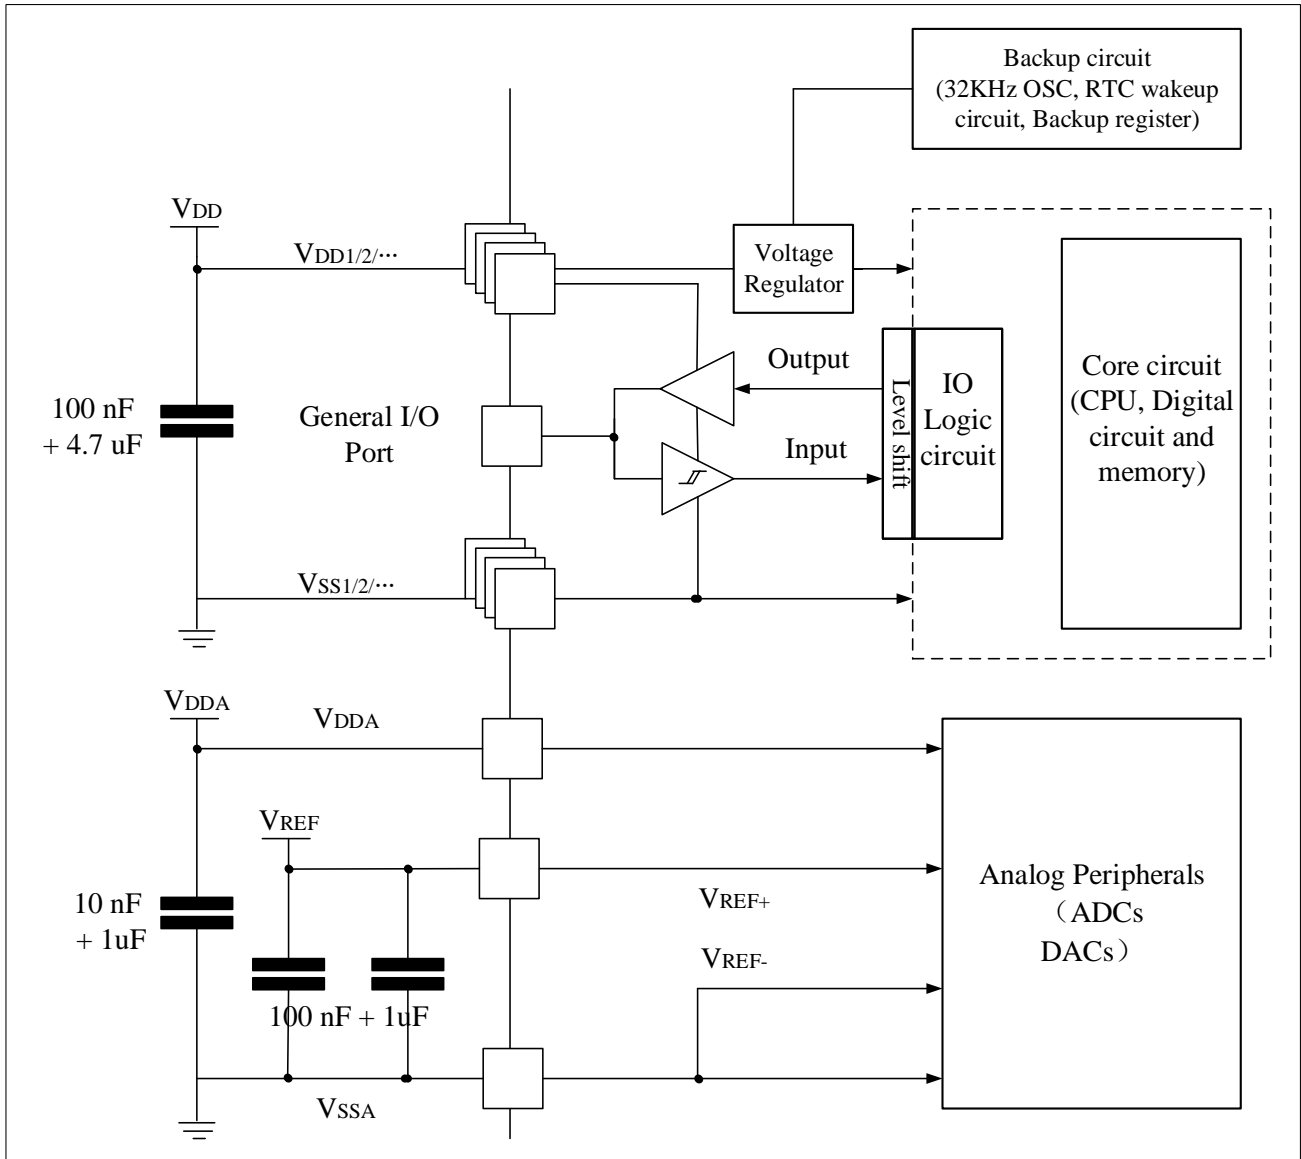 Backup circuit
(32KHz OSC, RTC wakeup
circuit, Backup register)
VDD
VDD1/2/···
Voltage
Regulator
Output
Level shift
IO
Logic
circuit
Core circuit
(CPU, Digital
circuit and
memory)
100 nF
+ 4.7 uF
General I/O
Port
Input
VSS1/2/···
VDDA
VDDA
VREF
10 nF
+ 1uF
VREF+
VREF-
Analog Peripherals
（ADCs
DACs）
100 nF + 1uF
VSSA